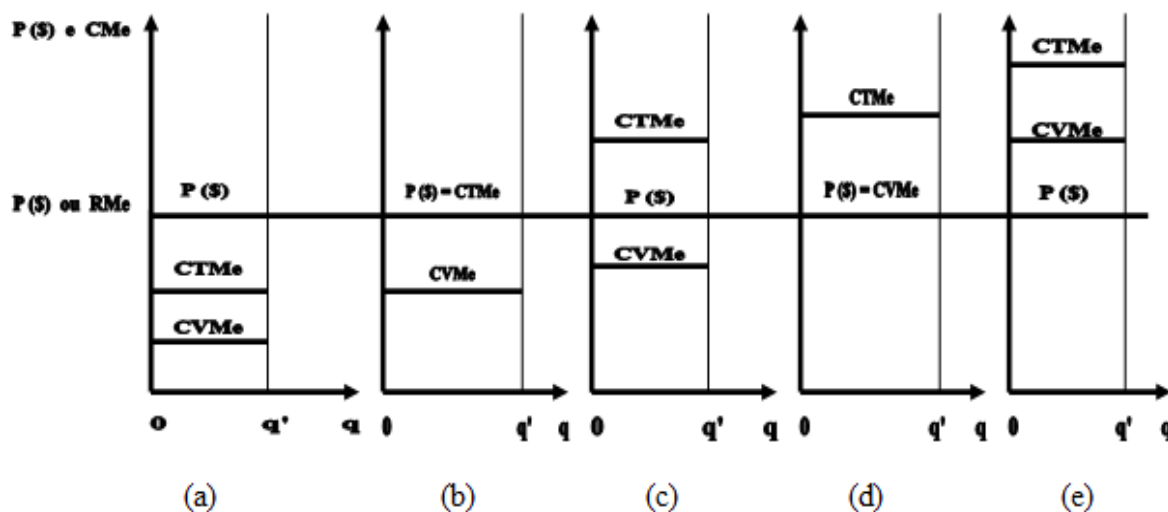 P ($) e CMe
CTMe
CTMe
CTMe
CVMe
P ($) ou RMe
P ($)
P ($) = CTMe
P ($)
P ($) = CVMe
P ($)
CTMe
CVMe
CVMe
CVMe
0 q' q
0 q' q
0 q' q
0 q' q
0 q' q
(a) (b) (c) (d) (e)